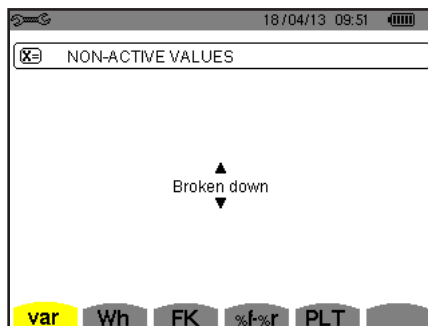 18/04/13 09:51
X= NON-ACTIVE VALUES
Broken down
var Wh FK %f-%r PLT